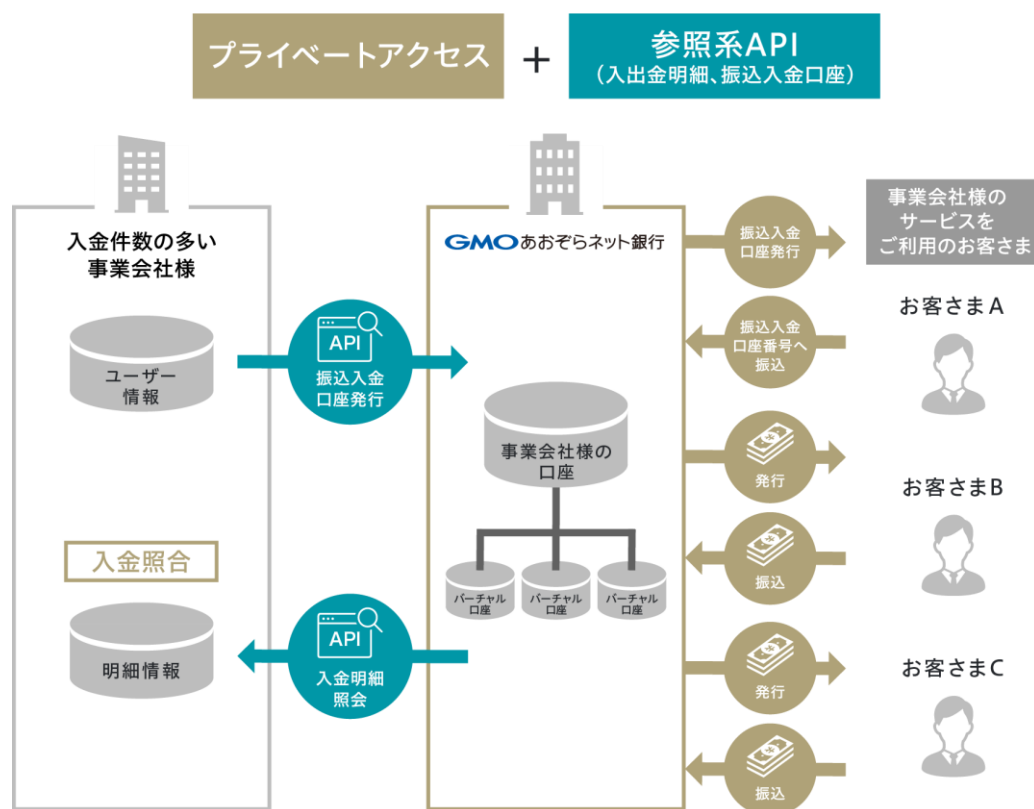 プライベートアクセス
+
参照系API
(入出金明細、振込入金口座)
入金件数の多い
事業会社様
ユーザー
情報
入金照合
明細情報
API
振込入金
口座発行
API
入金明細
照会
GMOあおぞらネット銀行
事業会社様の
口座
バーチャル
口座
バーチャル
口座
バーチャル
口座
振込入金
口座発行
振込入金
口座番号へ
振込
発行
振込
発行
振込
事業会社様の
サービスを
ご利用のお客さま
お客さまA
お客さまB
お客さまC